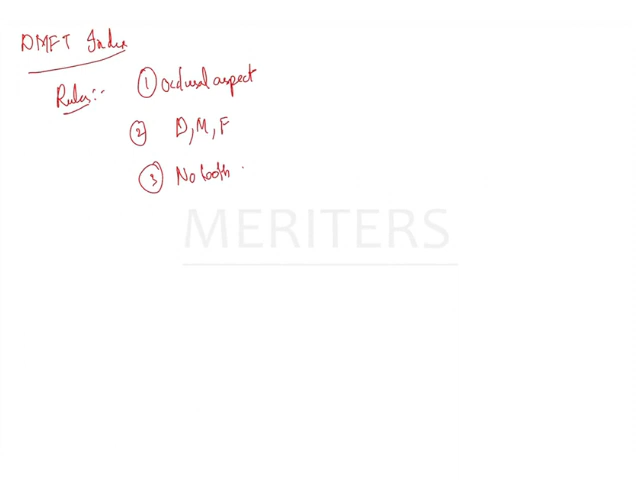 DMFT Index
Rules:-
① Occlusal aspect
② D, M, F
③ No tooth
MERITERS